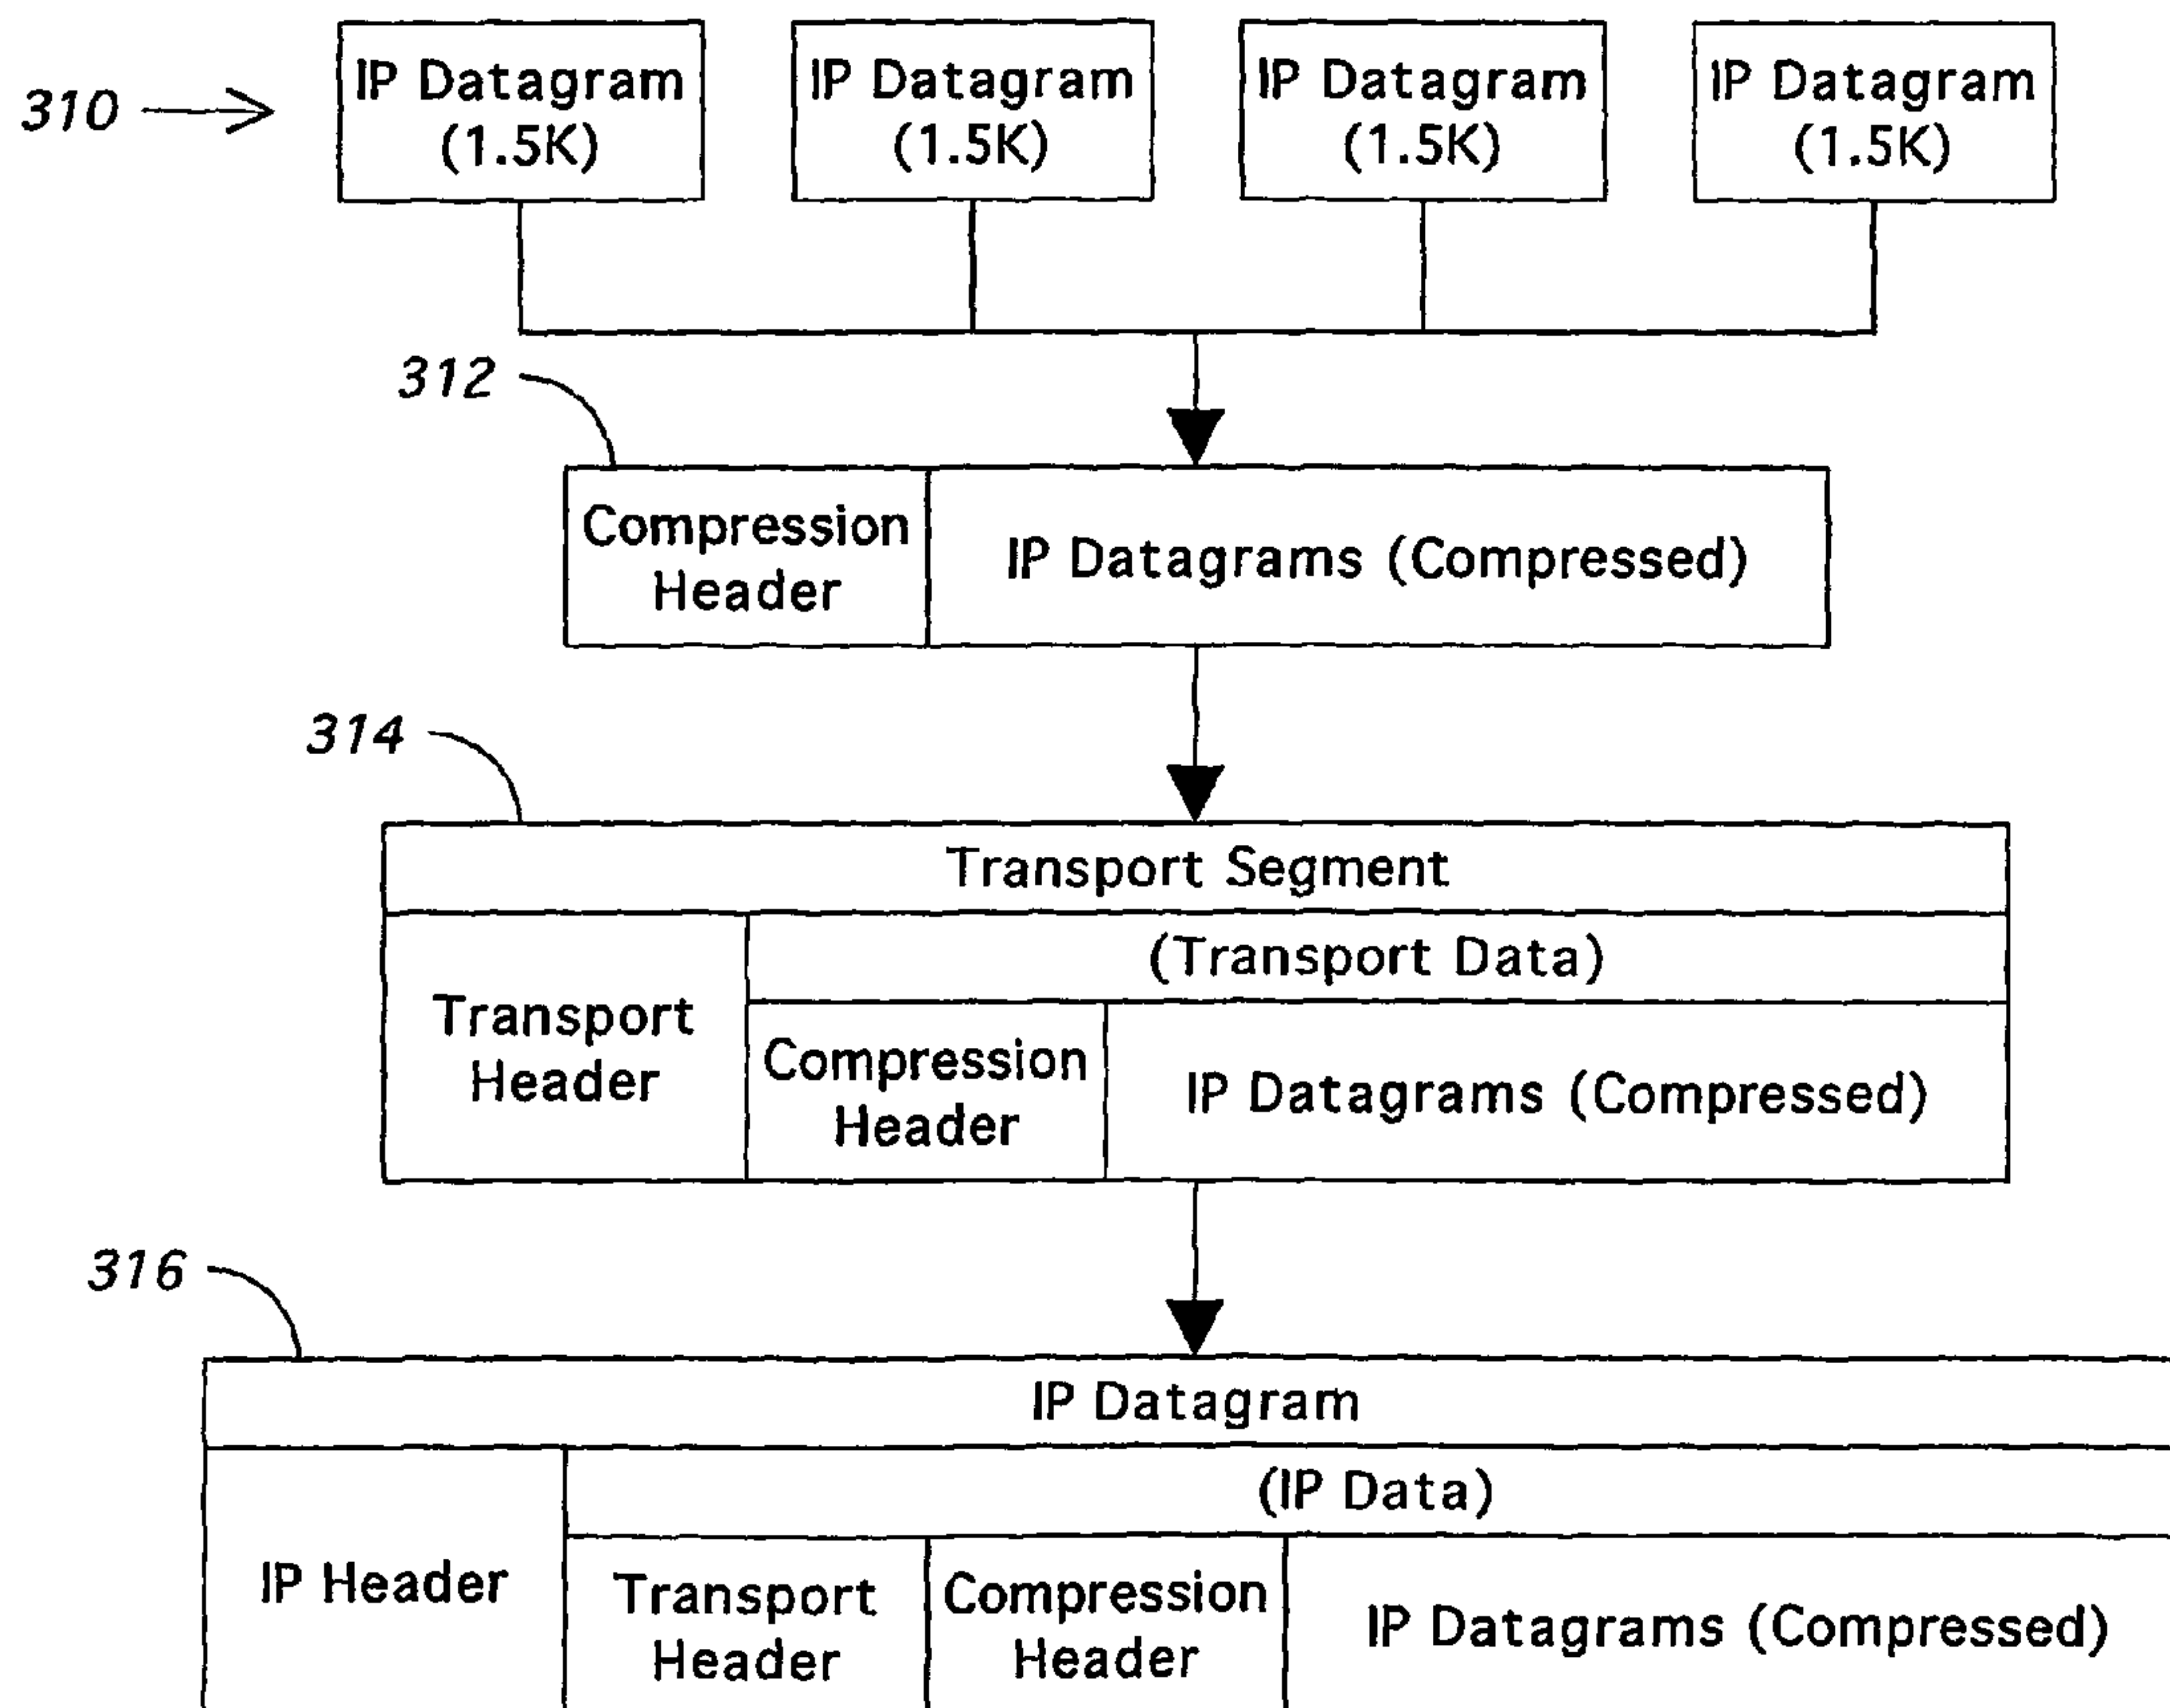 310
IP Datagram
(1.5K)
IP Datagram
(1.5K)
IP Datagram
(1.5K)
IP Datagram
(1.5K)
312
Compression
Header
IP Datagrams (Compressed)
314
Transport Segment
Transport
Header
(Transport Data)
Compression
Header
IP Datagrams (Compressed)
316
IP Datagram
IP Header
(IP Data)
Transport
Header
Compression
Header
IP Datagrams (Compressed)